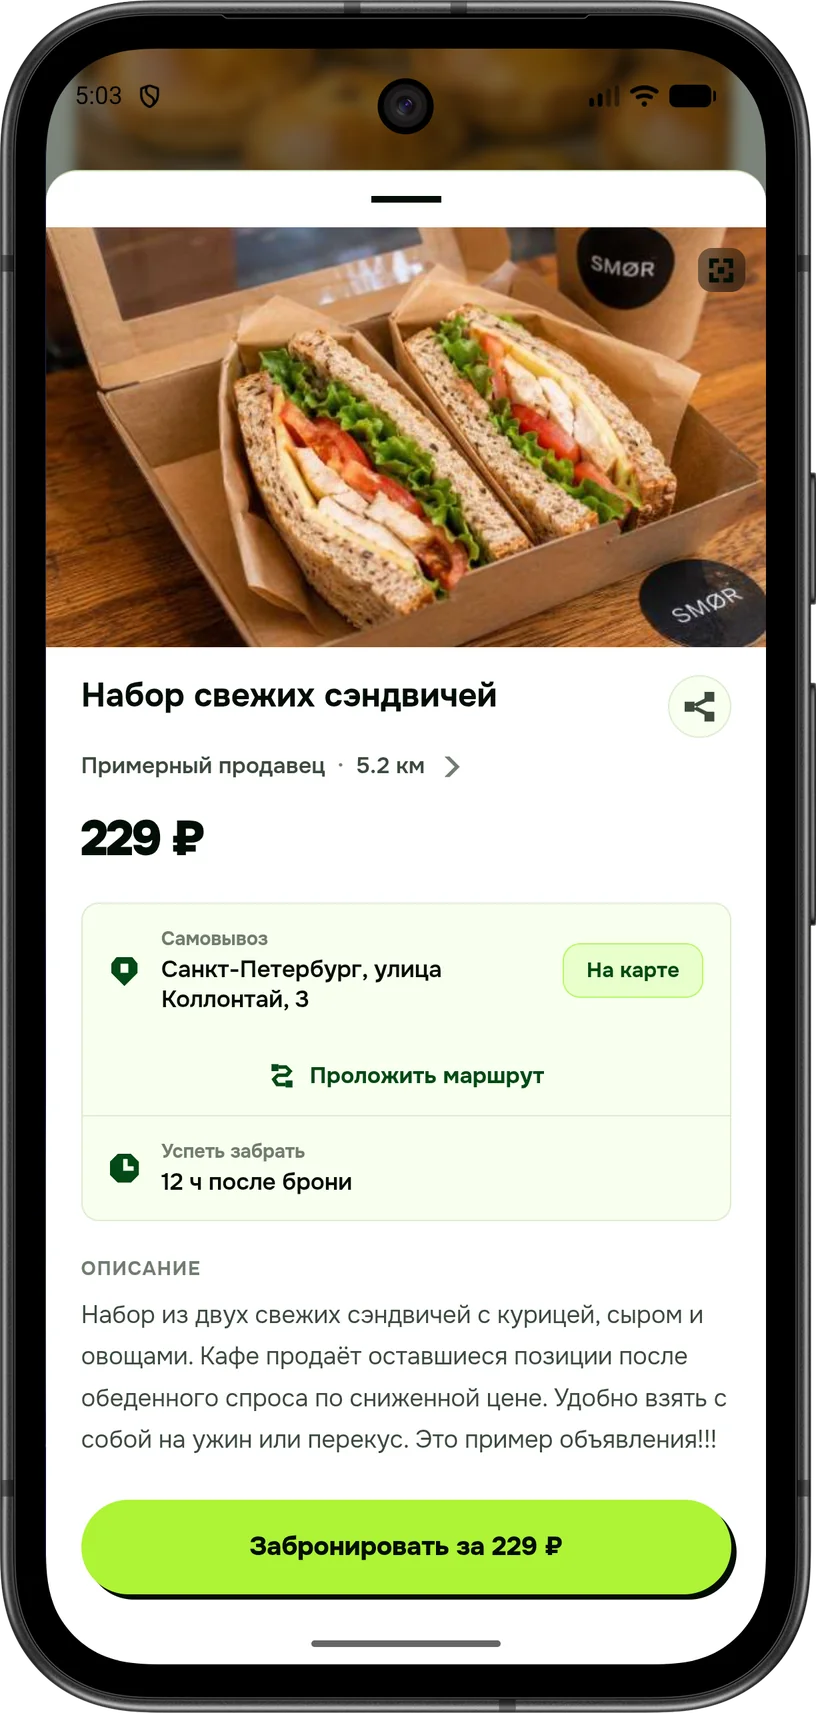 5:03
SMØR
SMØR
Набор свежих сэндвичей
Примерный продавец · 5.2 км
229 ₽
Самовывоз
Санкт-Петербург, улица
Коллонтай, 3
На карте
Проложить маршрут
Успеть забрать
12 ч после брони
ОПИСАНИЕ
Набор из двух свежих сэндвичей с курицей, сыром и
овощами. Кафе продаёт оставшиеся позиции после
обеденного спроса по сниженной цене. Удобно взять с
собой на ужин или перекус. Это пример объявления!!!
Забронировать за 229 ₽